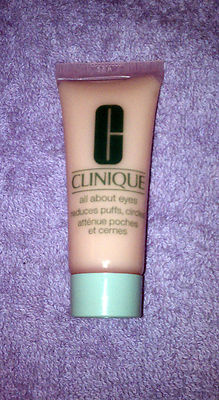 C
CLINIQUE
all about eyes
reduces puffs, circles
atténue poches
et cernes